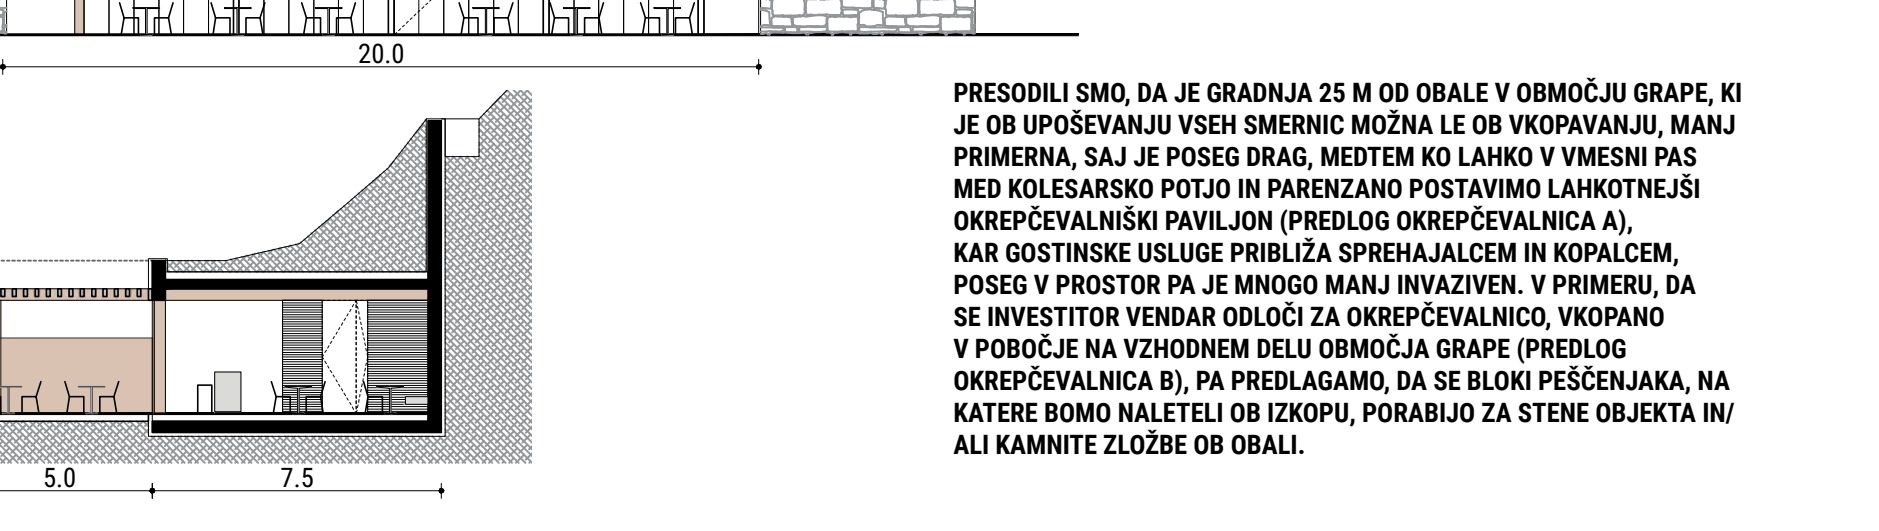 20.0
PRESODILI SMO, DA JE GRADNJA 25 M OD OBALE V OBMOČJU GRAPE, KI
JE OB UPOŠEVANJU VSEH SMERNIC MOŽNA LE OB VKOPAVANJU, MANJ
PRIMERNA, SAJ JE POSEG DRAG, MEDTEM KO LAHKO V VMESNI PAS
MED KOLESARSKO POTJO IN PARENZANO POSTAVIMO LAHKOTNEJŠI
OKREPČEVALNIŠKI PAVILJON (PREDLOG OKREPČEVALNICA A),
KAR GOSTINSKE USLUGE PRIBLIŽA SPREHAJALCEM IN KOPALCEM,
POSEG V PROSTOR PA JE MNOGO MANJ INVAZIVEN. V PRIMERU, DA
SE INVESTITOR VENDAR ODLOČI ZA OKREPČEVALNICO, VKOPANO
V POBOČJE NA VZHODNEM DELU OBMOČJA GRAPE (PREDLOG
OKREPČEVALNICA B), PA PREDLAGAMO, DA SE BLOKI PEŠČENJAKA, NA
KATERE BOMO NALETELI OB IZKOPU, PORABIJO ZA STENE OBJEKTA IN/
ALI KAMNITE ZLOŽBE OB OBALI.
5.0 7.5